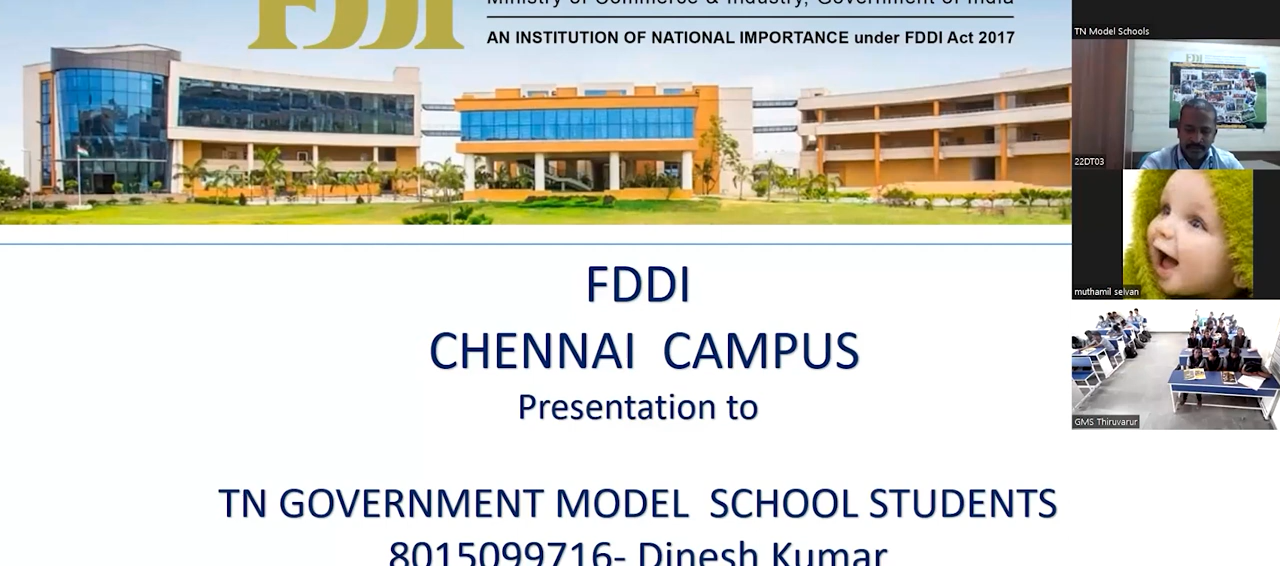 FDDI
Ministry of Commerce & Industry, Government of India
AN INSTITUTION OF NATIONAL IMPORTANCE under FDDI Act 2017
FDDI
CHENNAI CAMPUS
Presentation to
TN GOVERNMENT MODEL SCHOOL STUDENTS
8015099716- Dinesh Kumar
TN Model Schools
FDDI
22DT03
muthamil selvan
GMS Thiruvarur